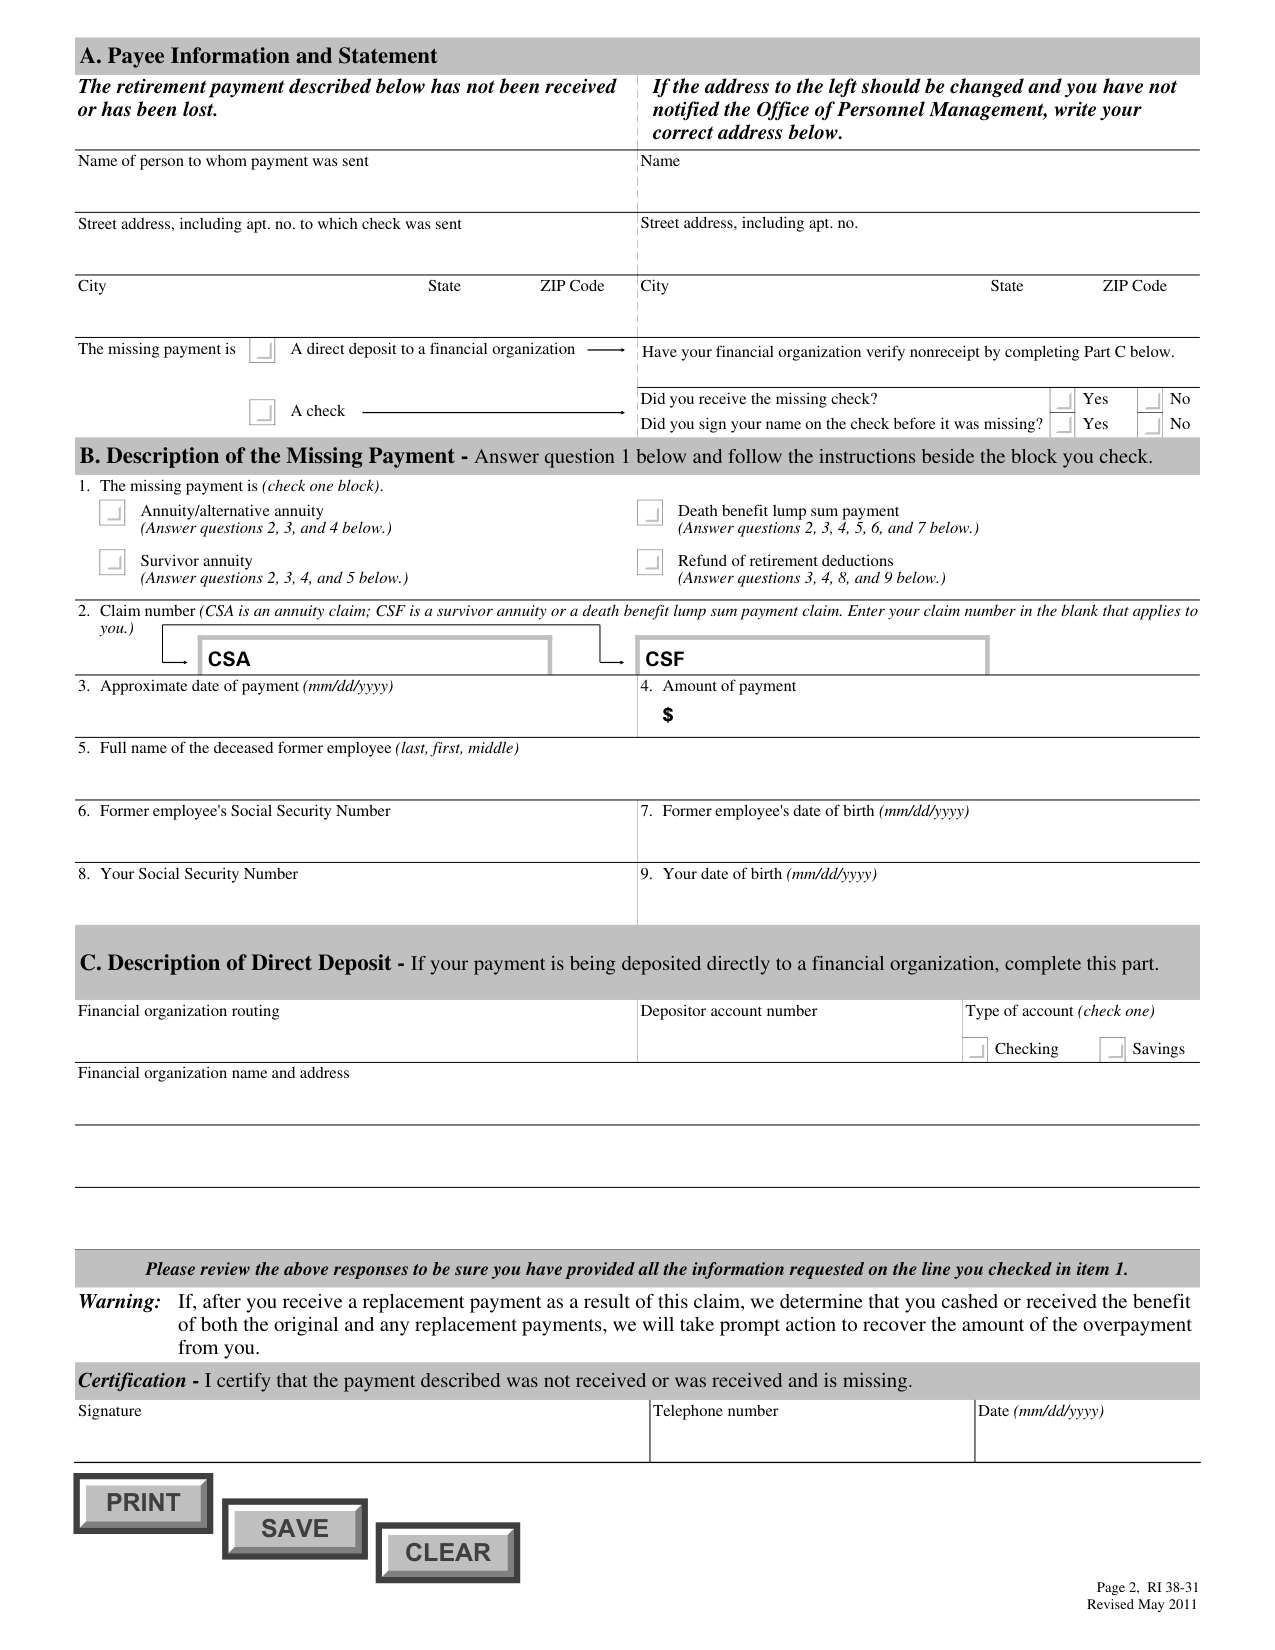 A. Payee Information and Statement
The retirement payment described below has not been received
or has been lost.
If the address to the left should be changed and you have not
notified the Office of Personnel Management, write your
correct address below.
Name of person to whom payment was sent
Name
Street address, including apt. no. to which check was sent
Street address, including apt. no.
City State ZIP Code
City State ZIP Code
The missing payment is A direct deposit to a financial organization
Have your financial organization verify nonreceipt by completing Part C below.
A check
Did you receive the missing check? Yes No
Did you sign your name on the check before it was missing? Yes No
B. Description of the Missing Payment - Answer question 1 below and follow the instructions beside the block you check.
1. The missing payment is (check one block).
Annuity/alternative annuity
(Answer questions 2, 3, and 4 below.)
Death benefit lump sum payment
(Answer questions 2, 3, 4, 5, 6, and 7 below.)
Survivor annuity
(Answer questions 2, 3, 4, and 5 below.)
Refund of retirement deductions
(Answer questions 3, 4, 8, and 9 below.)
2. Claim number (CSA is an annuity claim; CSF is a survivor annuity or a death benefit lump sum payment claim. Enter your claim number in the blank that applies to
you.)
CSA CSF
3. Approximate date of payment (mm/dd/yyyy)
4. Amount of payment
$
5. Full name of the deceased former employee (last, first, middle)
6. Former employee's Social Security Number
7. Former employee's date of birth (mm/dd/yyyy)
8. Your Social Security Number
9. Your date of birth (mm/dd/yyyy)
C. Description of Direct Deposit - If your payment is being deposited directly to a financial organization, complete this part.
Financial organization routing
Depositor account number
Type of account (check one)
Checking Savings
Financial organization name and address
Please review the above responses to be sure you have provided all the information requested on the line you checked in item 1.
Warning: If, after you receive a replacement payment as a result of this claim, we determine that you cashed or received the benefit
of both the original and any replacement payments, we will take prompt action to recover the amount of the overpayment
from you.
Certification - I certify that the payment described was not received or was received and is missing.
Signature
Telephone number
Date (mm/dd/yyyy)
PRINT
SAVE
CLEAR
Page 2, RI 38-31
Revised May 2011